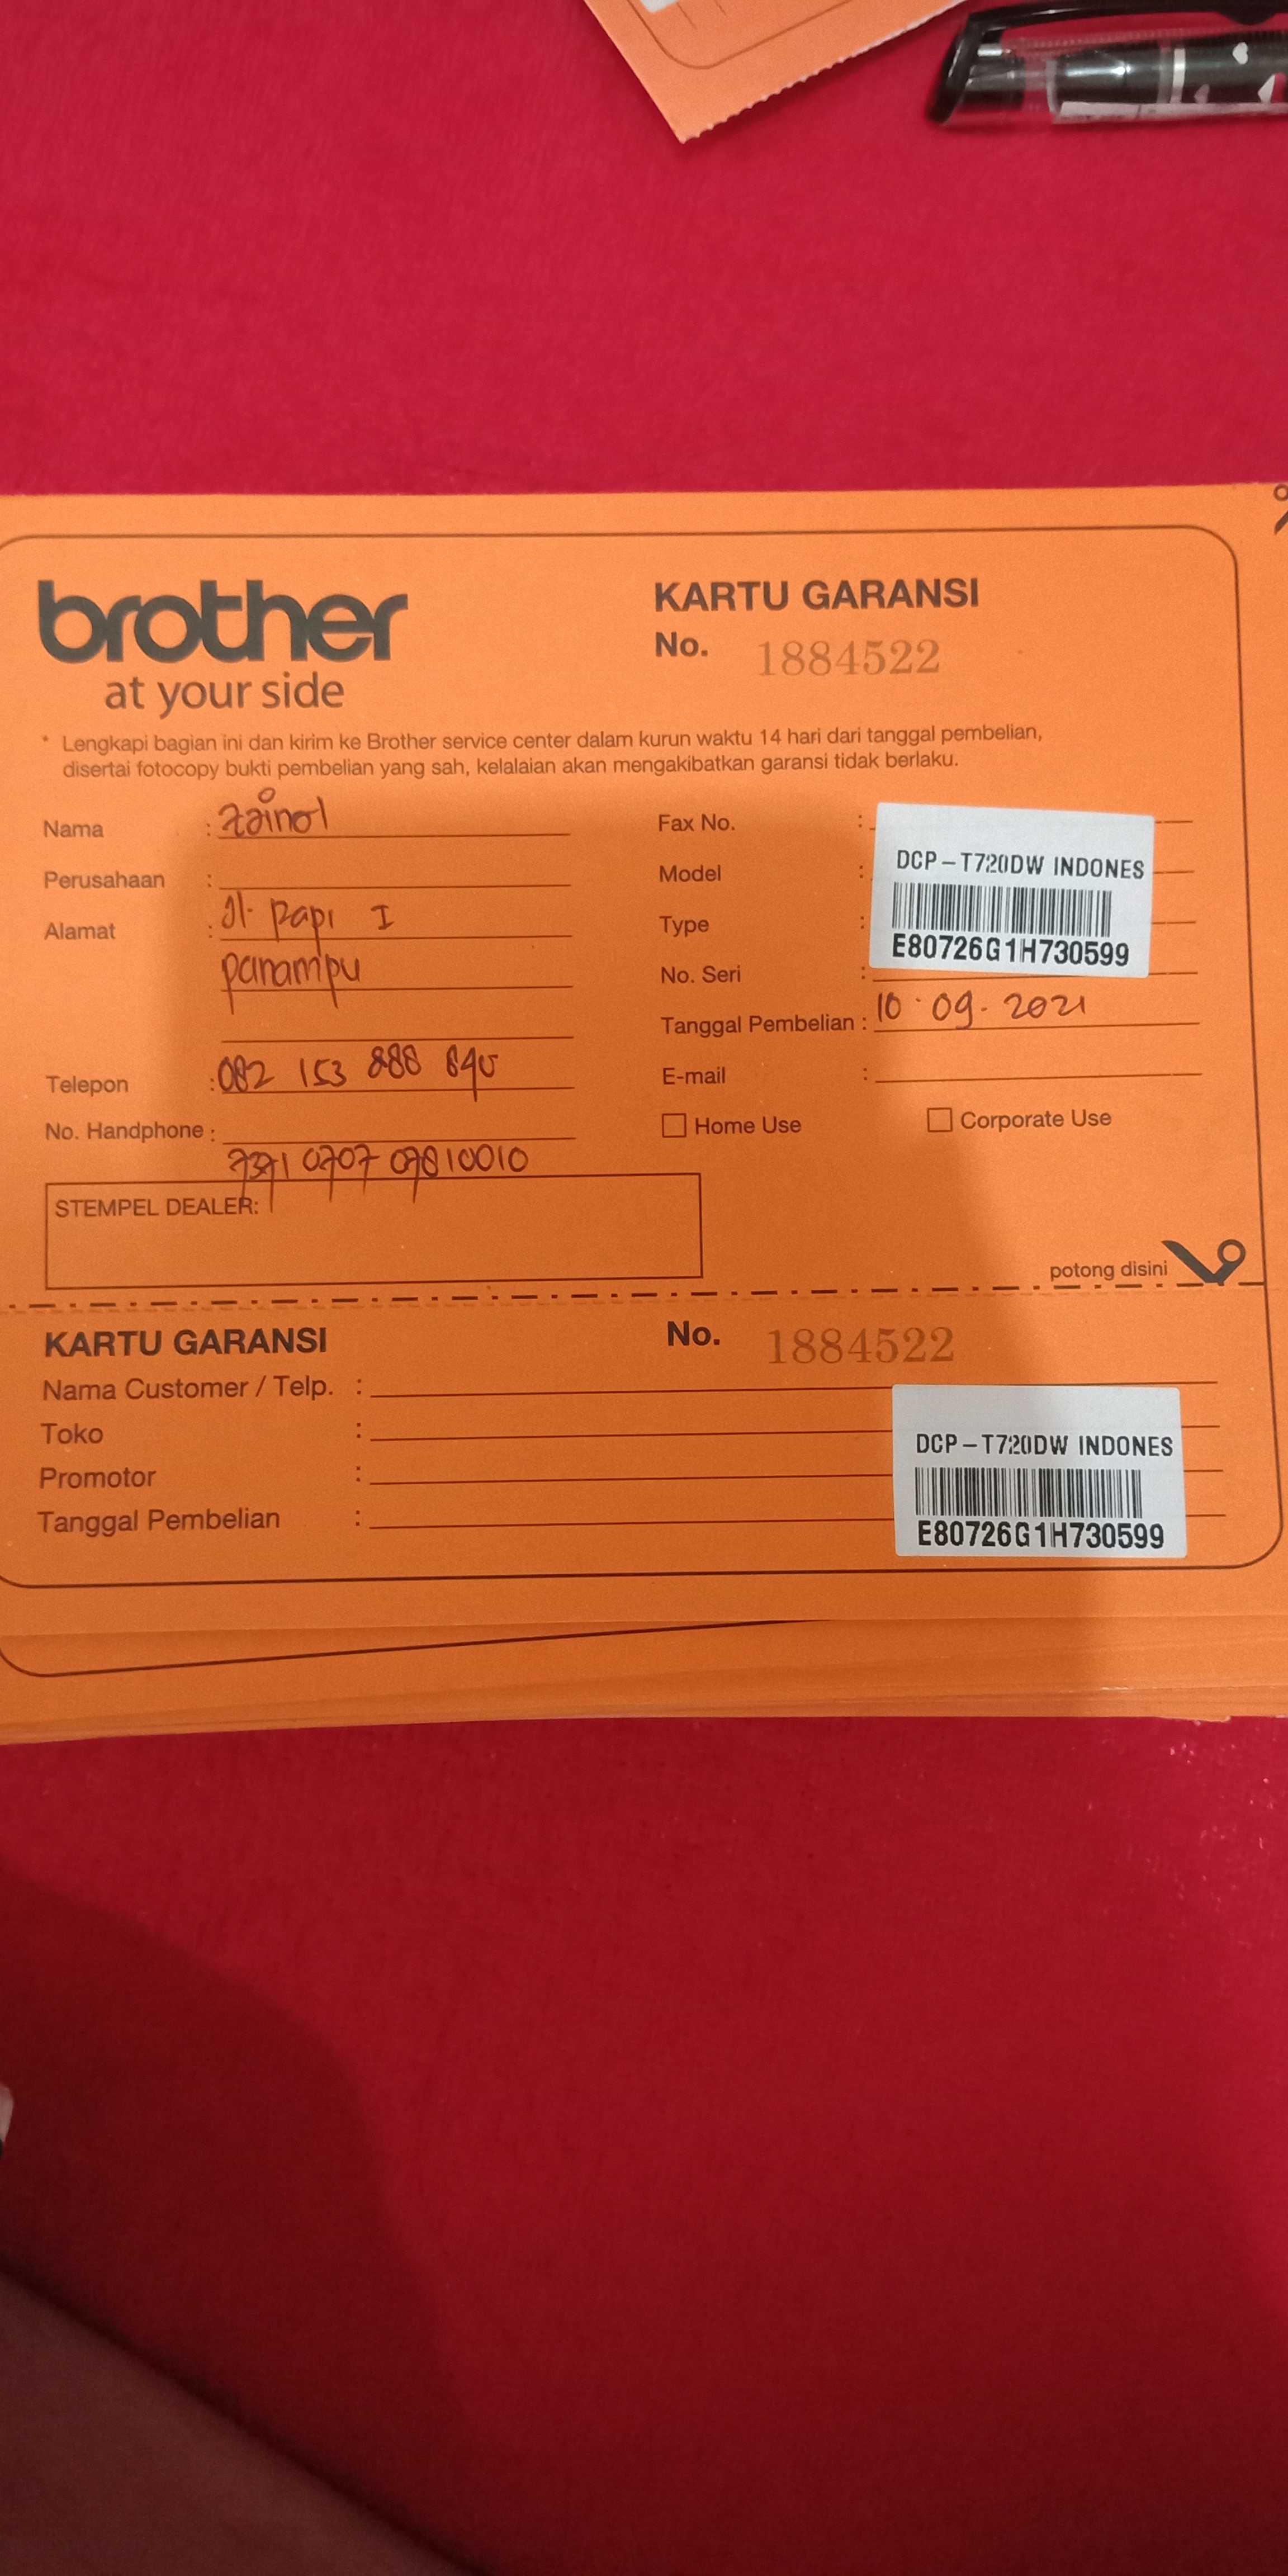 brother
at your side
KARTU GARANSI
No. 1884522
* Lengkapi bagian ini dan kirim ke Brother service center dalam kurun waktu 14 hari dari tanggal pembelian,
disertai fotocopy bukti pembelian yang sah, kelalaian akan mengakibatkan garansi tidak berlaku.
Nama : zainol
Perusahaan :
Alamat : Jl. Papi I
panampu
Telepon : 082 153 888 840
No. Handphone :
7371 0707 07810010
STEMPEL DEALER:
Fax No. :
Model :
Type :
No. Seri :
DCP-T720DW INDONES
E80726G1H730599
Tanggal Pembelian : 10 · 09 - 2021
E-mail :
Home Use
Corporate Use
potong disini
KARTU GARANSI
No. 1884522
Nama Customer / Telp. :
Toko :
Promotor :
Tanggal Pembelian :
DCP-T720DW INDONES
E80726G1H730599